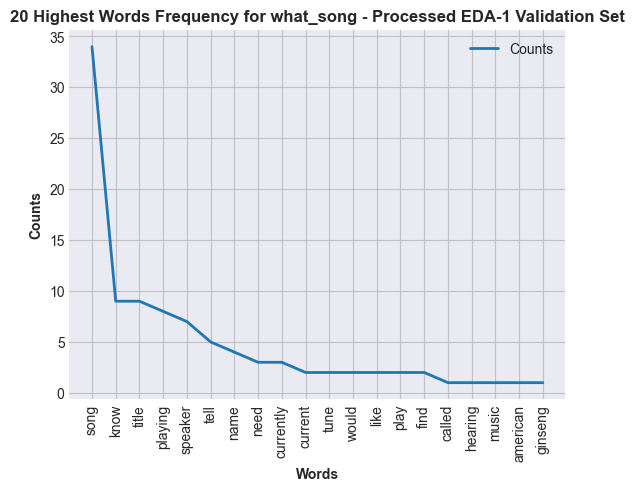 20 Highest Words Frequency for what_song - Processed EDA-1 Validation Set
Counts
35
30
25
20
15
10
5
0
Counts
song
know
title
playing
speaker
tell
name
need
currently
current
tune
would
like
play
find
called
hearing
music
american
ginseng
Words